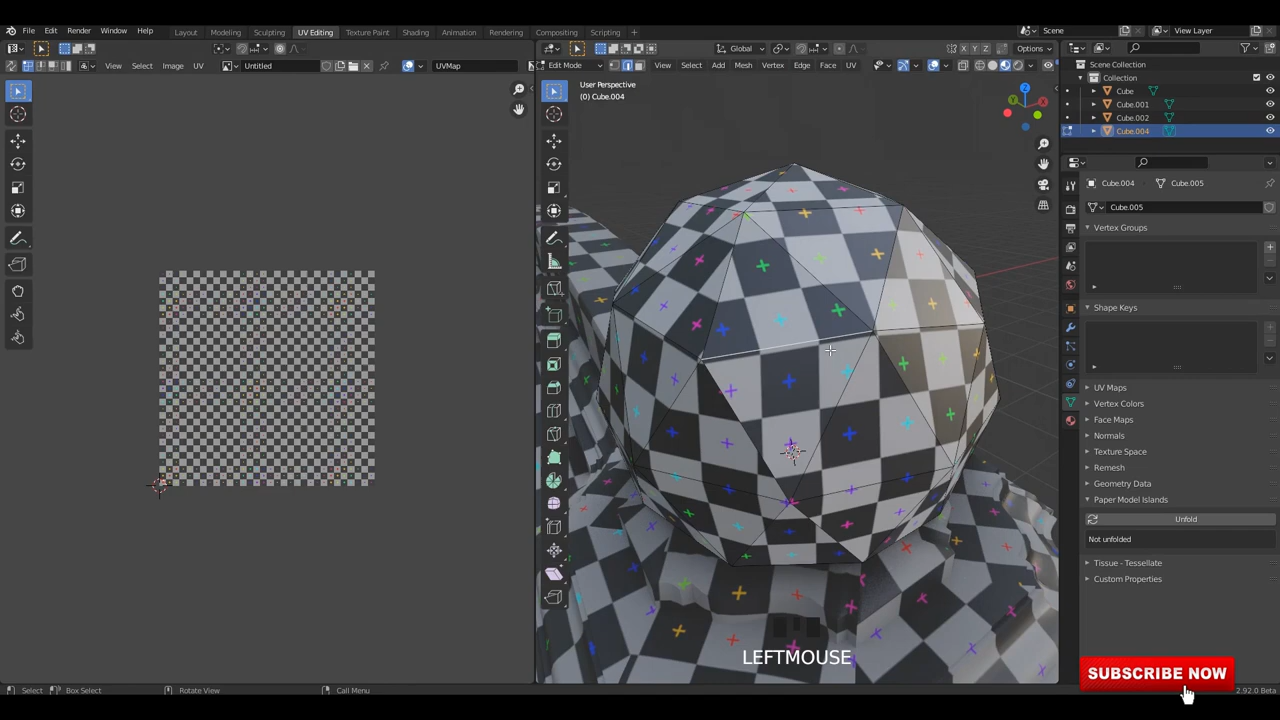 File Edit Render Window Help Layout Modeling Sculpting UV Editing Texture Paint Shading Animation Rendering Compositing Scripting + Scene View Layer
View Select Image UV Untitled UVMap
Global Options
Edit Mode View Select Add Mesh Vertex Edge Face UV
User Perspective
(0) Cube.004
Z
Y
X
Scene Collection
Collection
Cube
Cube.001
Cube.002
Cube.004
Cube.004 Cube.005
Cube.005
Vertex Groups
Shape Keys
UV Maps
Vertex Colors
Face Maps
Normals
Texture Space
Remesh
Geometry Data
Paper Model Islands
Unfold
Not unfolded
Tissue - Tessellate
Custom Properties
LEFTMOUSE
SUBSCRIBE NOW
Select Box Select Rotate View Call Menu 2.92.0 Beta